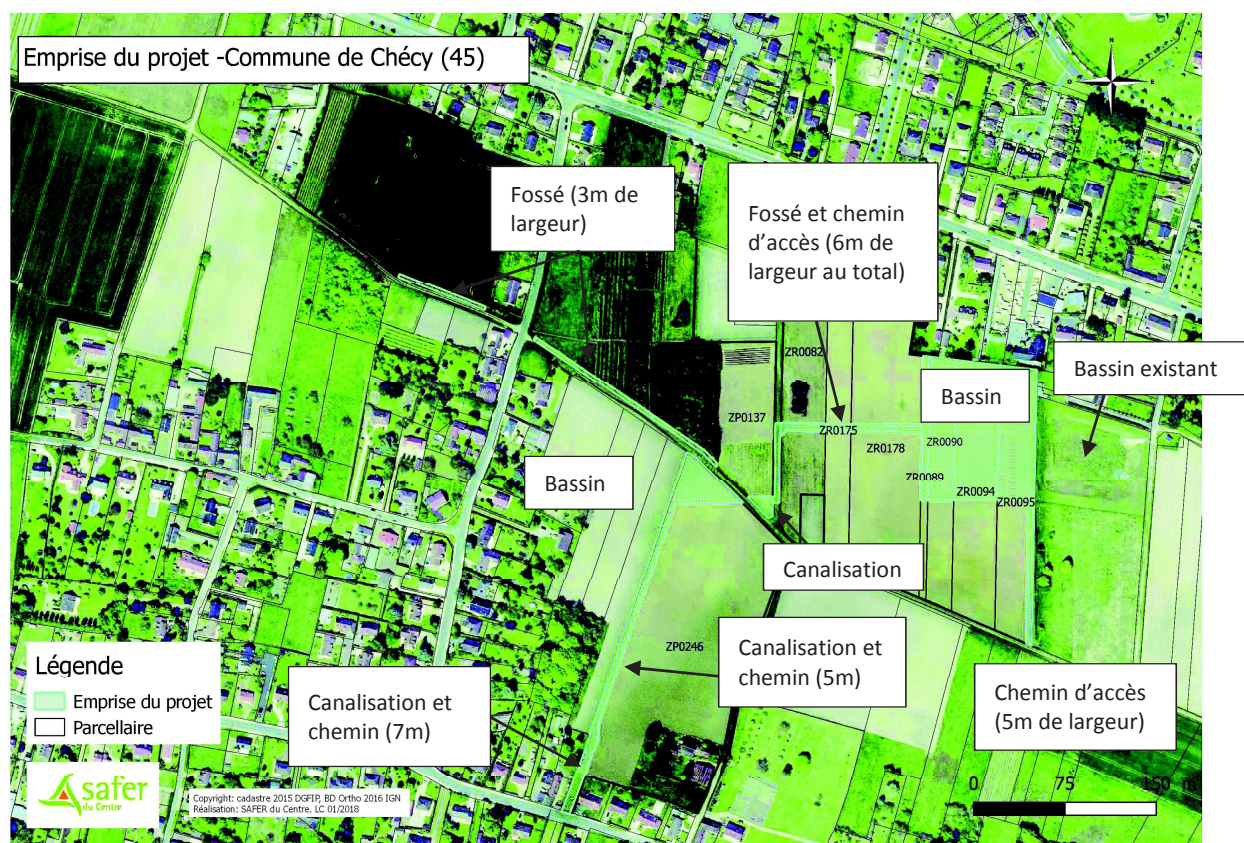 Emprise du projet -Commune de Chécy (45)
N
E
Fossé (3m de
largeur)
Fossé et chemin
d'accès (6m de
largeur au total)
ZR0082
Bassin existant
Bassin
ZP0137
ZR0175
ZR0178
ZR0090
ZR0089
ZR0094
ZR0095
Bassin
Canalisation
ZP0246
Canalisation et
chemin (5m)
Chemin d'accès
(5m de largeur)
Canalisation et
chemin (7m)
Légende
Emprise du projet
Parcellaire
safer
du Centre
Copyright: cadastre 2015 DGFIP, BD Ortho 2016 IGN
Réalisation: SAFER du Centre, LC 01/2018
0 75 150